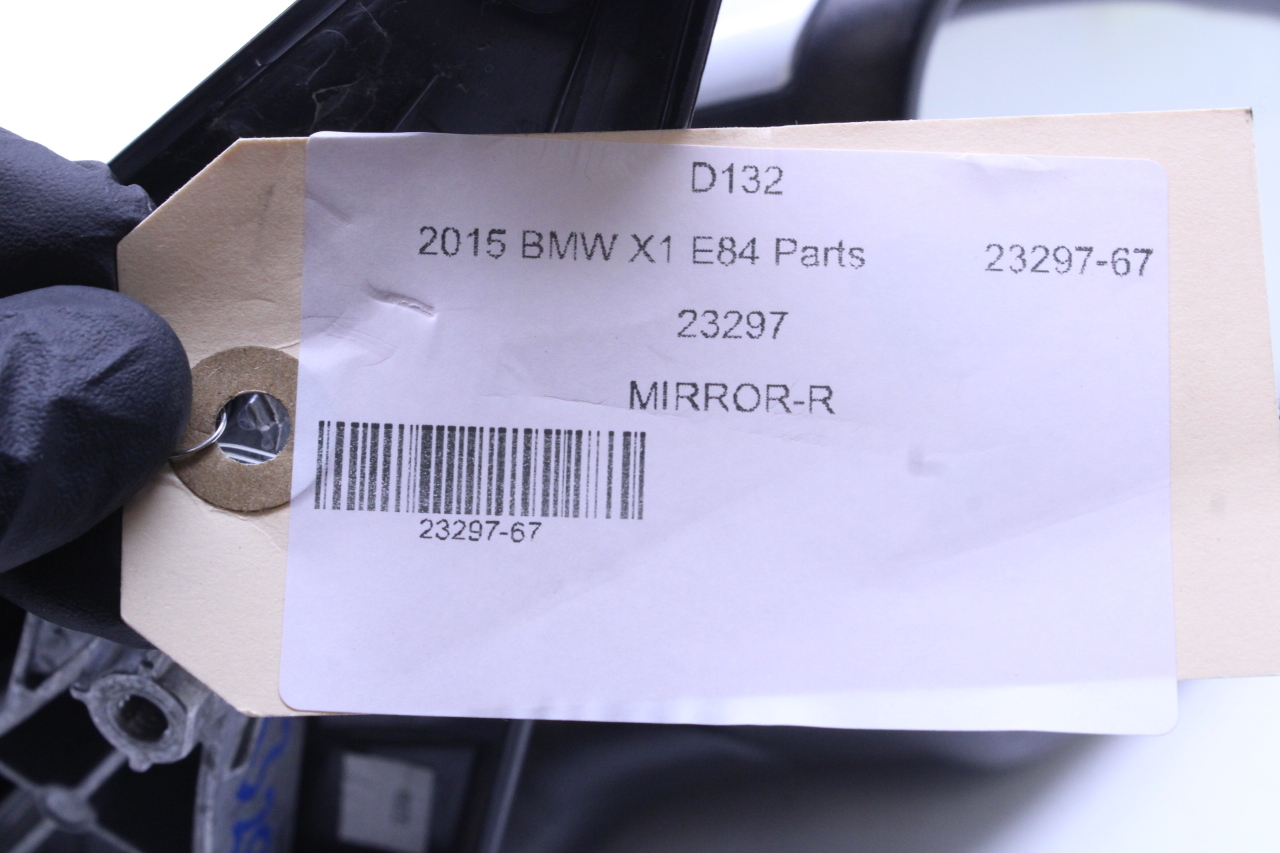 D132
2015 BMW X1 E84 Parts 23297-67
23297
MIRROR-R
23297-67